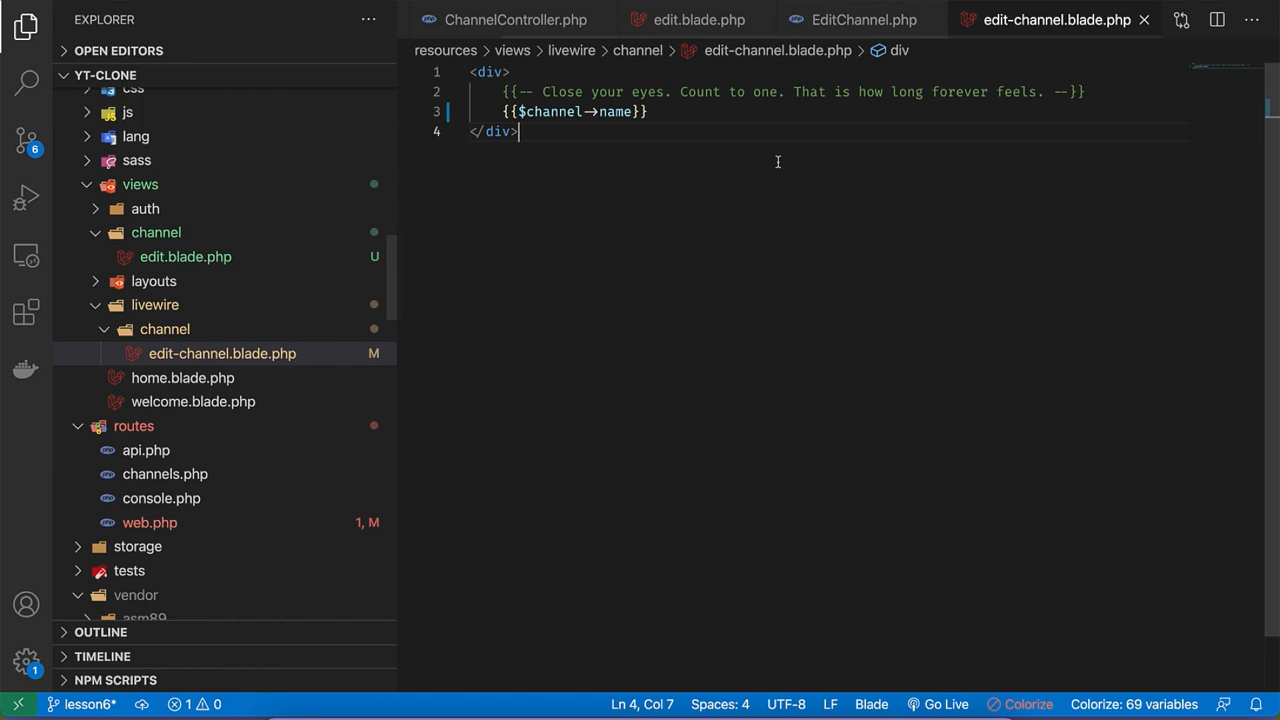 EXPLORER
OPEN EDITORS
YT-CLONE
css
js
lang
sass
views
auth
channel
edit.blade.php U
layouts
livewire
channel
edit-channel.blade.php M
home.blade.php
welcome.blade.php
routes
api.php
channels.php
console.php
web.php 1, M
storage
tests
vendor
asm89
OUTLINE
TIMELINE
NPM SCRIPTS
6
1
ChannelController.php edit.blade.php EditChannel.php edit-channel.blade.php
resources > views > livewire > channel > edit-channel.blade.php > div
1 <div>
2 {{-- Close your eyes. Count to one. That is how long forever feels. --}}
3 {{$channel->name}}
4 </div>
lesson6* 1 0 Ln 4, Col 7 Spaces: 4 UTF-8 LF Blade Go Live Colorize Colorize: 69 variables